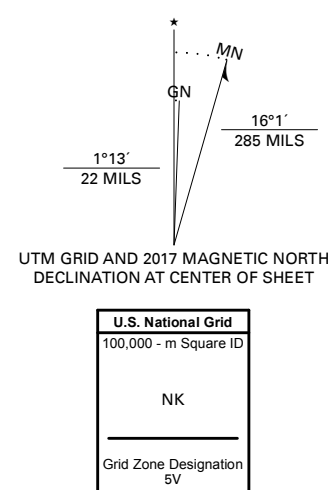 ★
MN
GN
1°13´
22 MILS
16°1´
285 MILS
UTM GRID AND 2017 MAGNETIC NORTH
DECLINATION AT CENTER OF SHEET
U.S. National Grid
100,000 - m Square ID
NK
Grid Zone Designation
5V